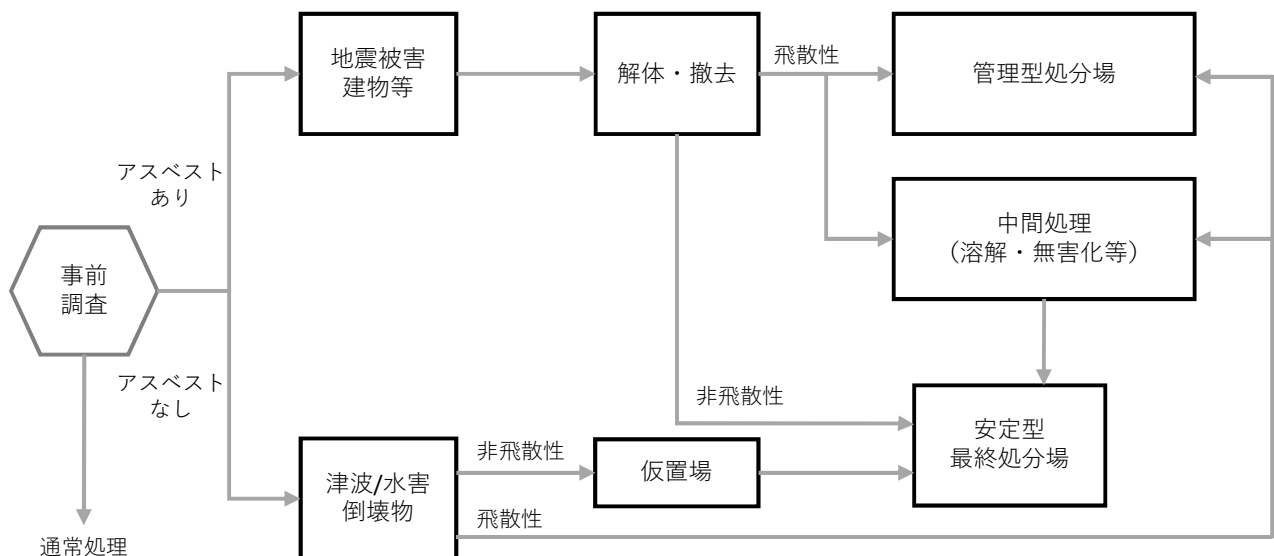 地震被害
建物等
解体・撤去
飛散性
管理型処分場
アスベスト
あり
中間処理
（溶解・無害化等）
事前
調査
アスベスト
なし
非飛散性
安定型
最終処分場
津波/水害
倒壊物
非飛散性
仮置場
飛散性
通常処理